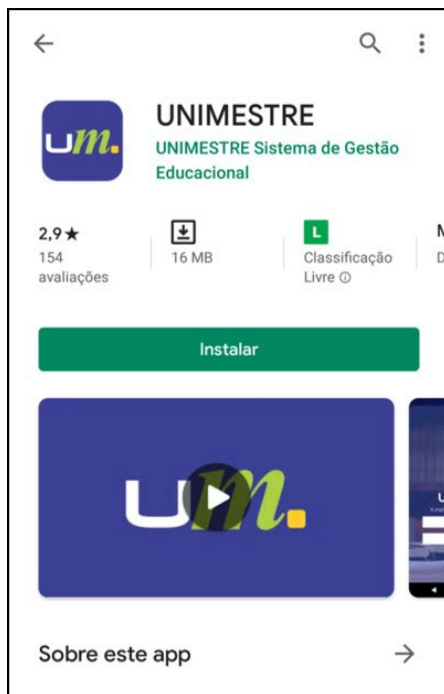 um.
UNIMESTRE
UNIMESTRE Sistema de Gestão
Educacional
2,9★
154
avaliações
16 MB
L
Classificação
Livre
M
D
Instalar
um.
Sobre este app